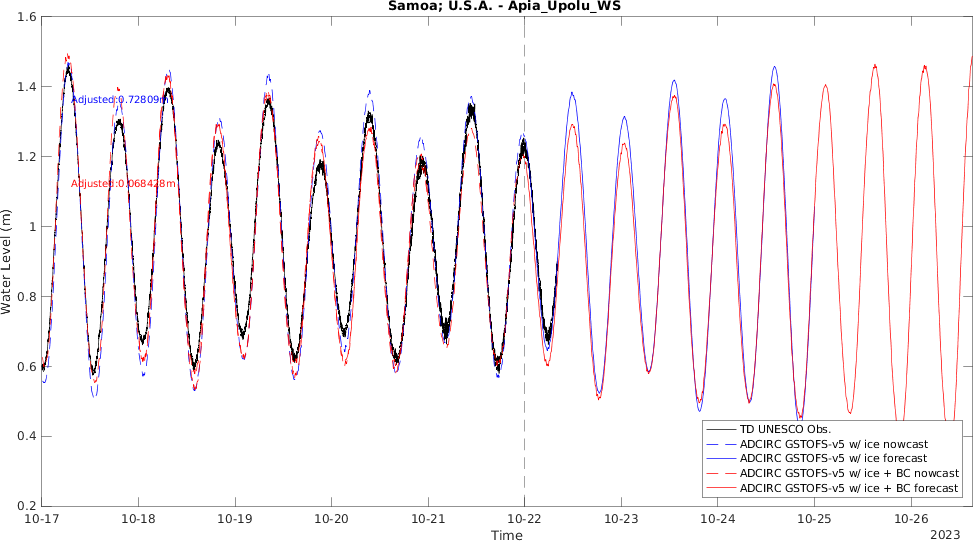 Samoa; U.S.A. - Apia_Upolu_WS
1.6
1.4
1.2
1
0.8
0.6
0.4
0.2
Water Level (m)
Adjusted:0.72809m
Adjusted:0.068428m
TD UNESCO Obs.
ADCIRC GSTOFS-v5 w/ ice nowcast
ADCIRC GSTOFS-v5 w/ ice forecast
ADCIRC GSTOFS-v5 w/ ice + BC nowcast
ADCIRC GSTOFS-v5 w/ ice + BC forecast
10-17 10-18 10-19 10-20 10-21 10-22 10-23 10-24 10-25 10-26
Time
2023